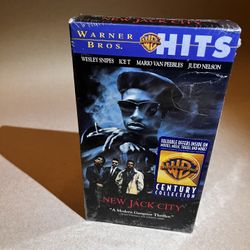 WARNER
BROS.
HITS
WESLEY SNIPES ICE T MARIO VAN PEEBLES JUDD NELSON
VALUABLE OFFERS INSIDE ON
MOVIES, MUSIC, TRAVEL AND MORE!
WB
CENTURY
COLLECTION
NEW JACK CITY
"A Modern Gangster Thriller."